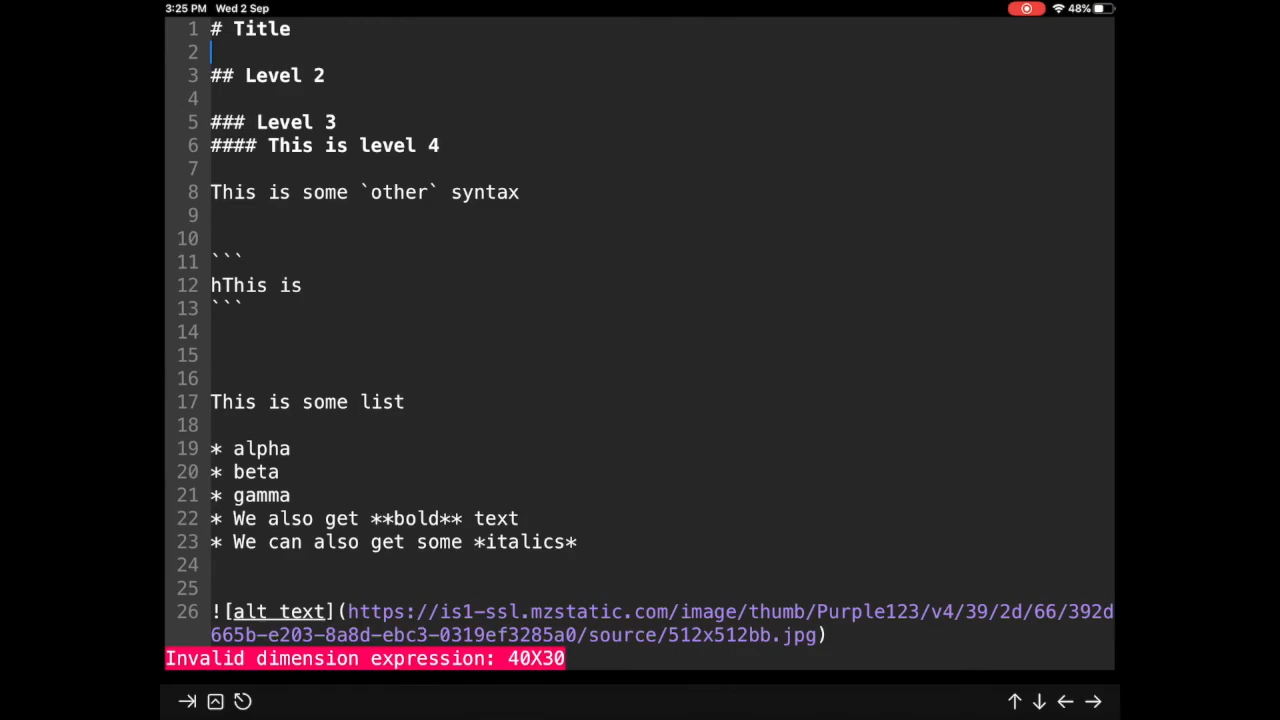 3:25 PM Wed 2 Sep 48%
1 # Title
2
3 ## Level 2
4
5 ### Level 3
6 #### This is level 4
7
8 This is some `other` syntax
9
10
11 ```
12 hThis is
13 ```
14
15
16
17 This is some list
18
19 * alpha
20 * beta
21 * gamma
22 * We also get **bold** text
23 * We can also get some *italics*
24
25
26 ![alt text](https://is1-ssl.mzstatic.com/image/thumb/Purple123/v4/39/2d/66/392d
665b-e203-8a8d-ebc3-0319ef3285a0/source/512x512bb.jpg)
Invalid dimension expression: 40X30